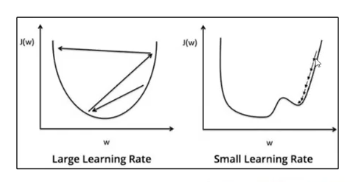 J(w)
w
Large Learning Rate
J(w)
w
Small Learning Rate